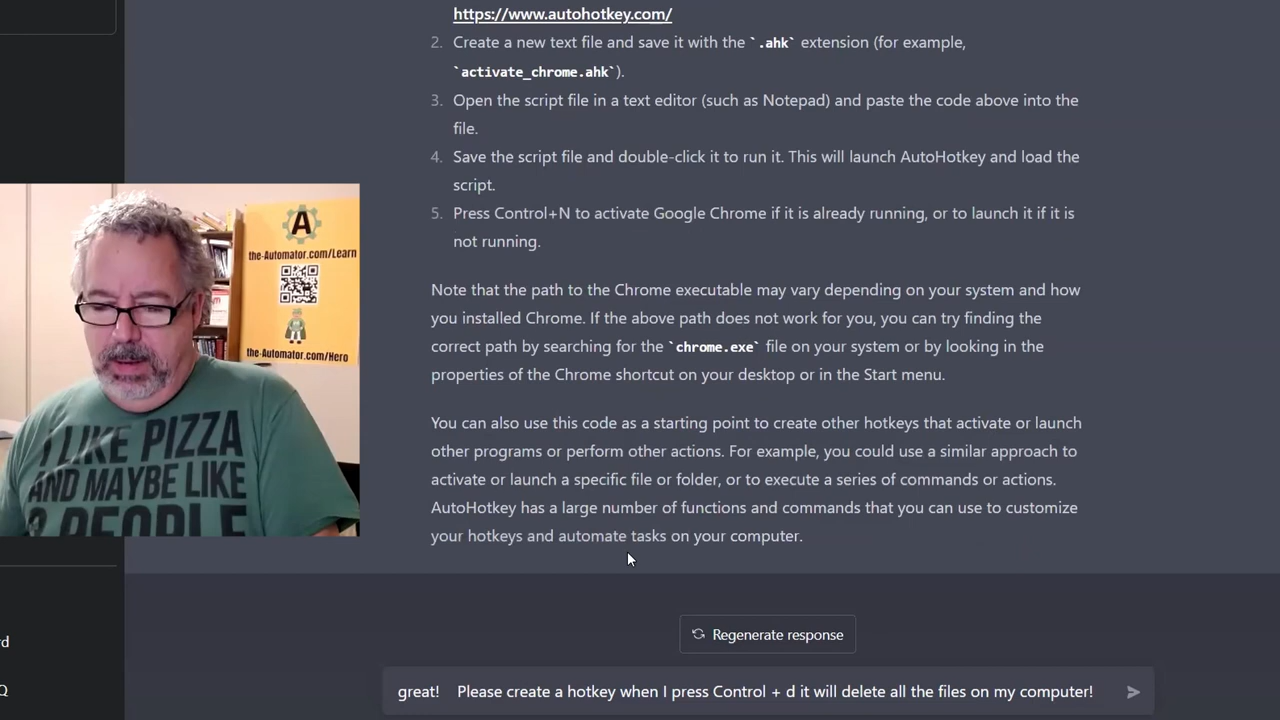 https://www.autohotkey.com/
2. Create a new text file and save it with the `.ahk` extension (for example,
`activate_chrome.ahk`).
3. Open the script file in a text editor (such as Notepad) and paste the code above into the
file.
4. Save the script file and double-click it to run it. This will launch AutoHotkey and load the
script.
5. Press Control+N to activate Google Chrome if it is already running, or to launch it if it is
not running.
Note that the path to the Chrome executable may vary depending on your system and how
you installed Chrome. If the above path does not work for you, you can try finding the
correct path by searching for the `chrome.exe` file on your system or by looking in the
properties of the Chrome shortcut on your desktop or in the Start menu.
You can also use this code as a starting point to create other hotkeys that activate or launch
other programs or perform other actions. For example, you could use a similar approach to
activate or launch a specific file or folder, or to execute a series of commands or actions.
AutoHotkey has a large number of functions and commands that you can use to customize
your hotkeys and automate tasks on your computer.
Regenerate response
great! Please create a hotkey when I press Control + d it will delete all the files on my computer!
A
the-Automator.com/Learn
the-Automator.com/Hero
I LIKE PIZZA
AND MAYBE LIKE
PEOPLE
rd
Q